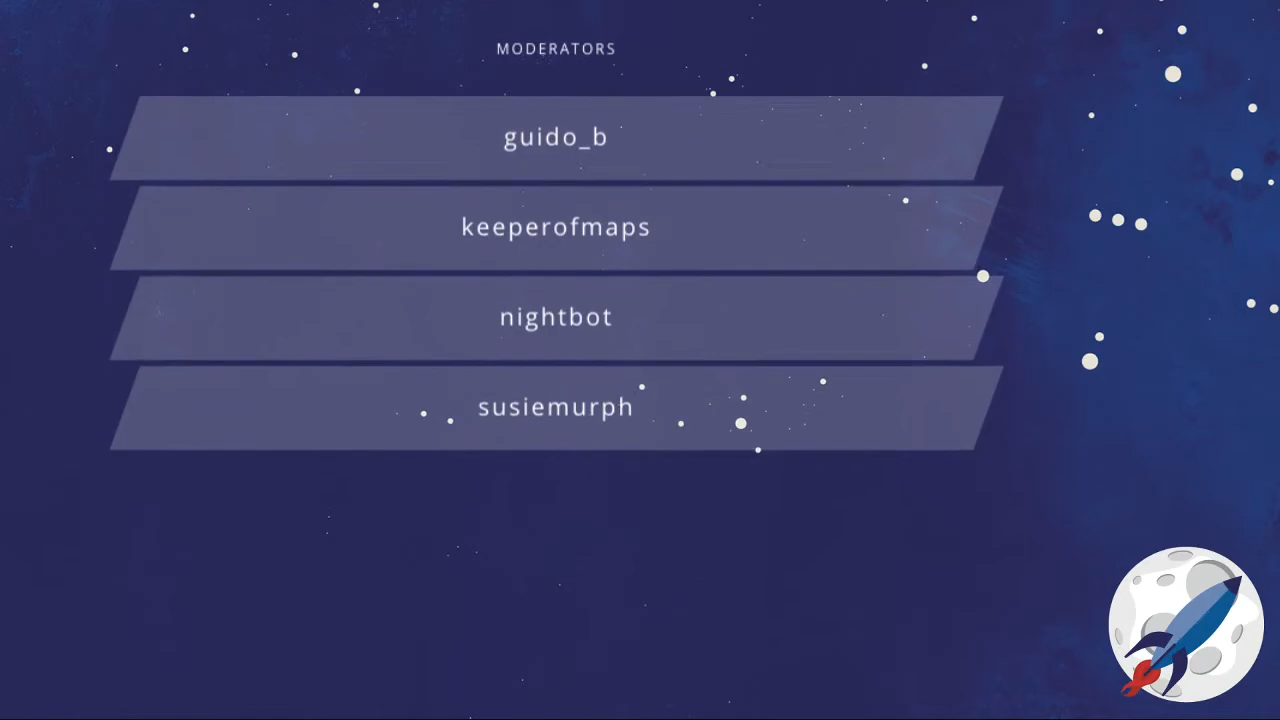 MODERATORS
guido_b
keeperofmaps
nightbot
susiemurph